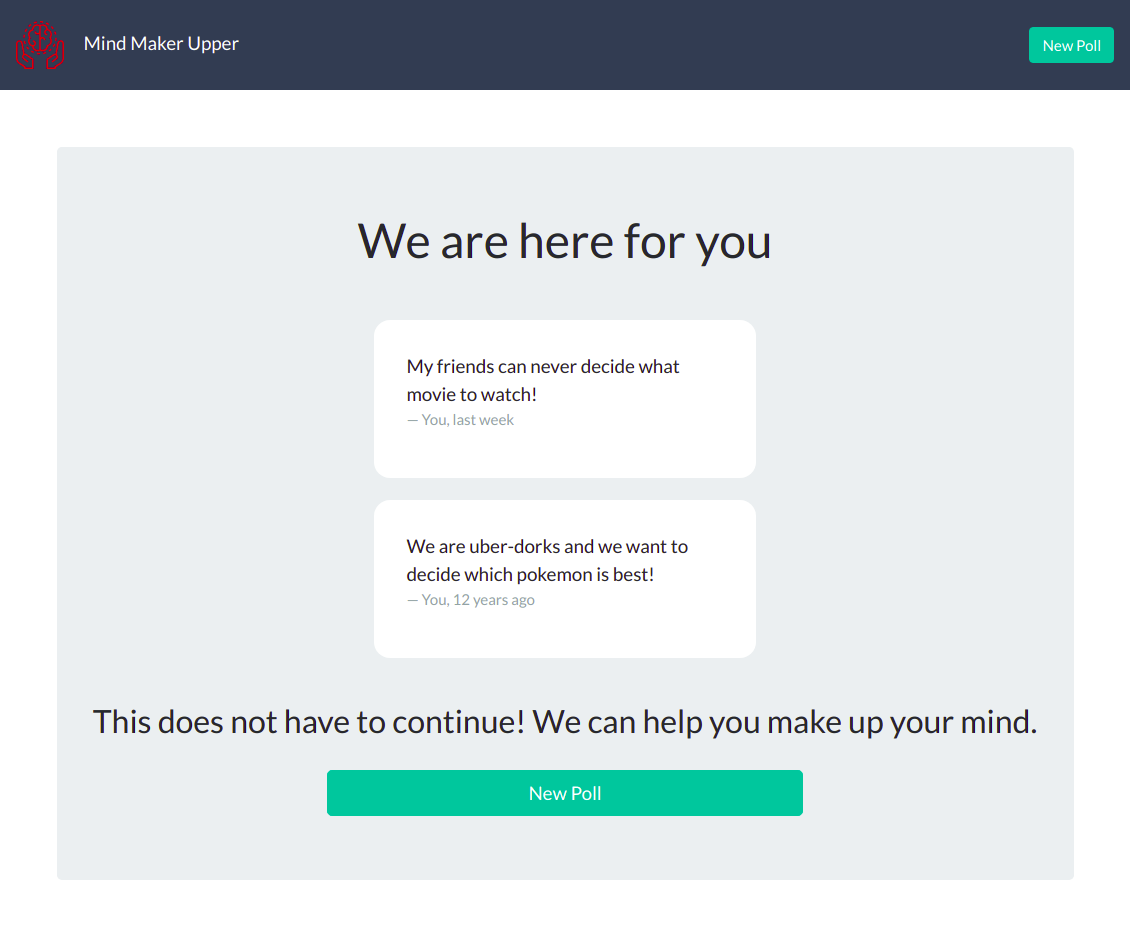 Mind Maker Upper
New Poll
We are here for you
My friends can never decide what
movie to watch!
— You, last week
We are uber-dorks and we want to
decide which pokemon is best!
— You, 12 years ago
This does not have to continue! We can help you make up your mind.
New Poll